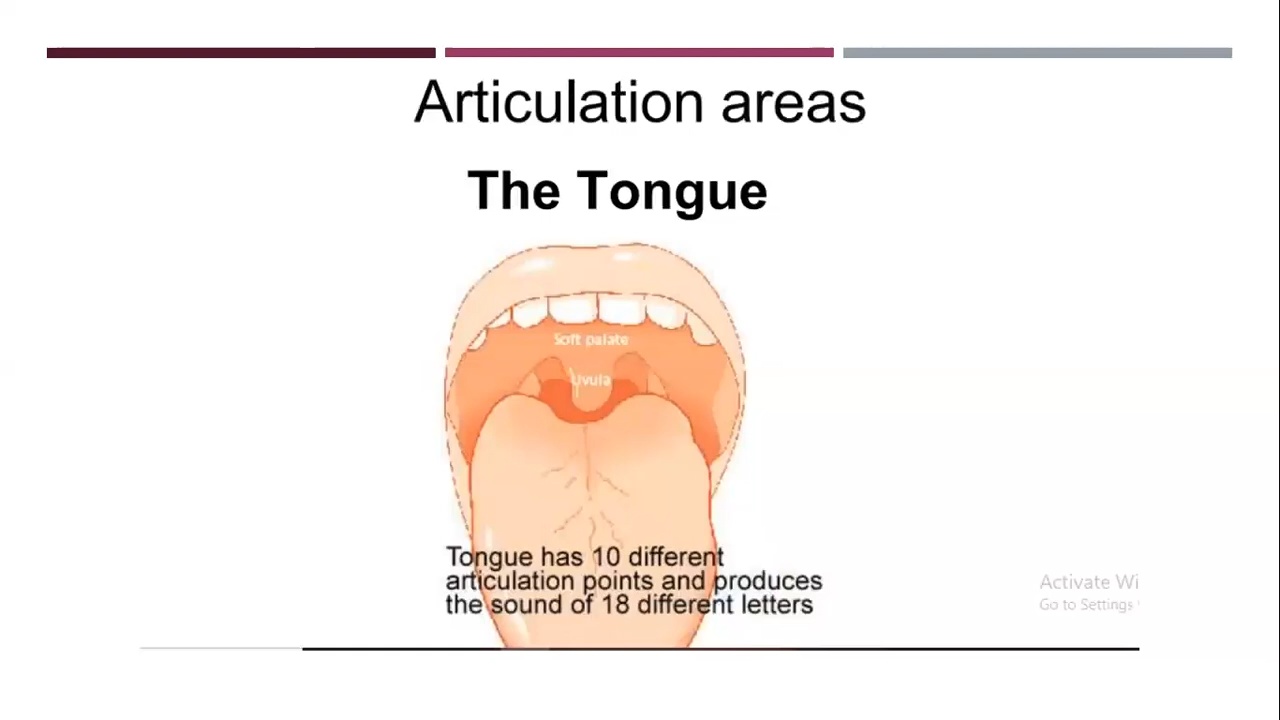 Articulation areas
The Tongue
Soft palate
Uvula
Tongue has 10 different
articulation points and produces
the sound of 18 different letters
Activate Wi
Go to Settings